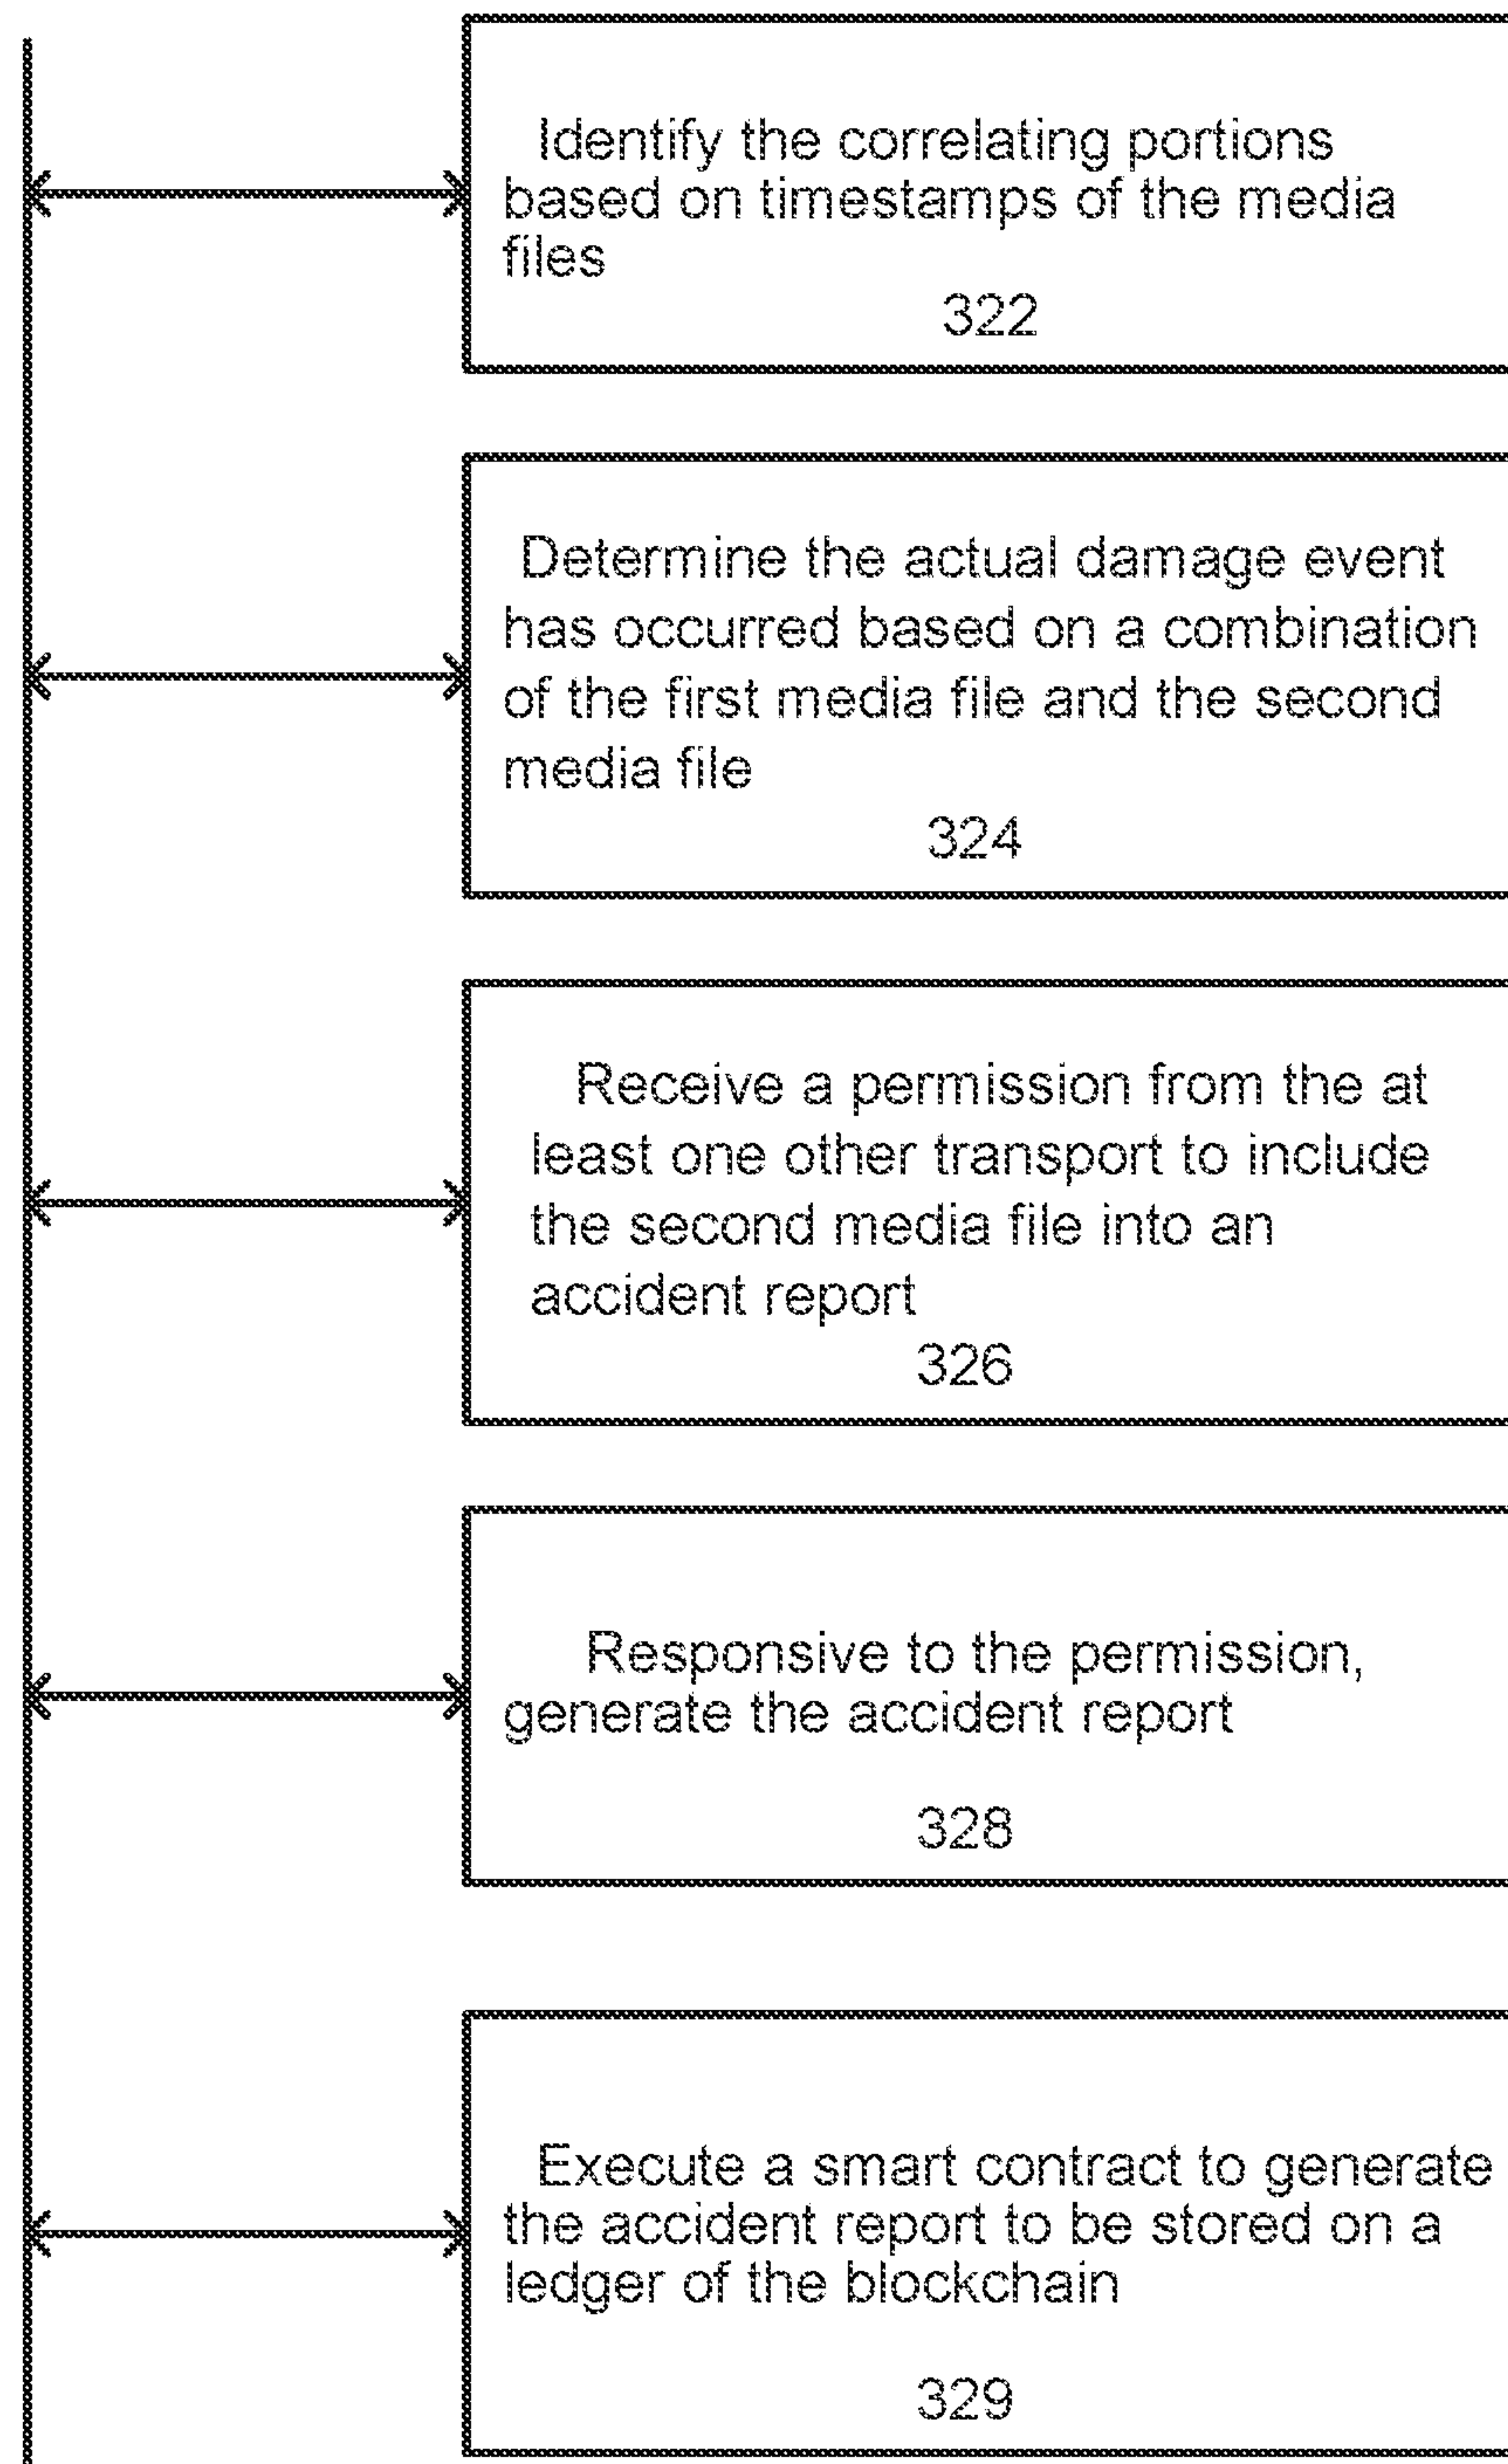 Identify the correlating portions
based on timestamps of the media
files
322
Determine the actual damage event
has occurred based on a combination
of the first media file and the second
media file
324
Receive a permission from the at
least one other transport to include
the second media file into an
accident report
326
Responsive to the permission,
generate the accident report
328
Execute a smart contract to generate
the accident report to be stored on a
ledger of the blockchain
329